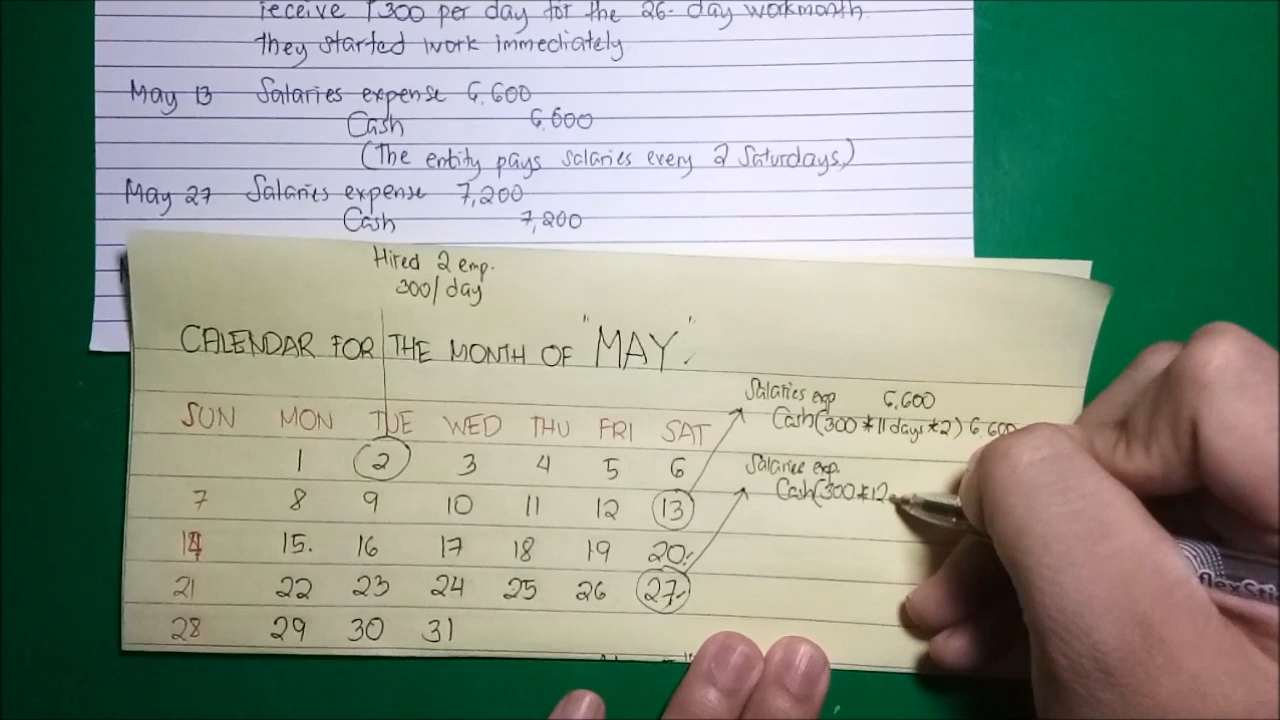 receive ₱300 per day for the 26- day workmonth
they started work immediately
May 13 Salaries expense 6,600
Cash 6,600
(The entity pays salaries every 2 Saturdays.)
May 27 Salaries expense 7,200
Cash 7,200
Hired 2 emp.
300/day
CALENDAR FOR THE MONTH OF "MAY".
SUN MON TUE WED THU FRI SAT
1 2 3 4 5 6
7 8 9 10 11 12 13
14 15. 16 17 18 19 20.
21 22 23 24 25 26 27.
28 29 30 31
Salaries exp 6,600
Cash(300*11days*2) 6,600
Salaries exp.
Cash(300*12